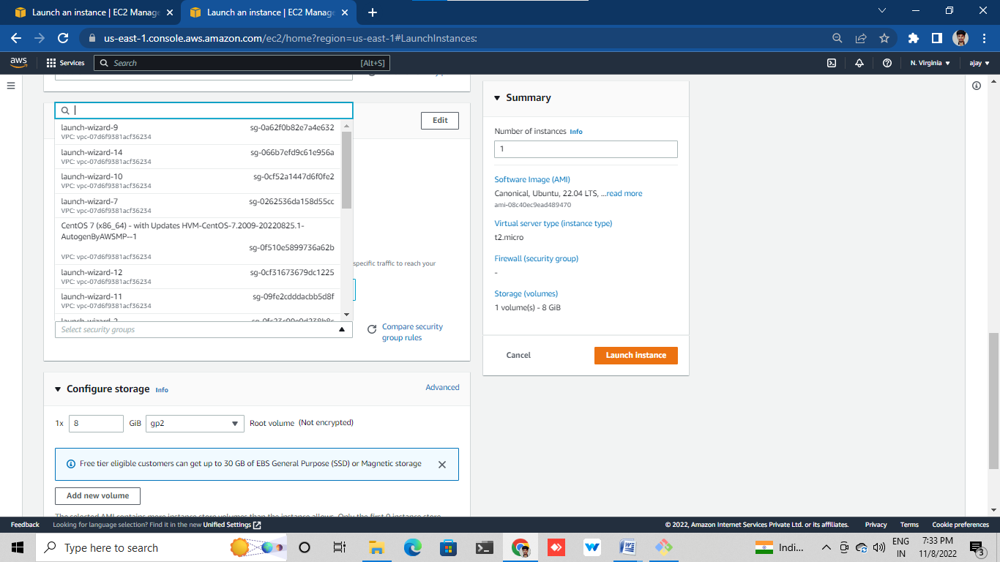 Launch an instance | EC2 Manage
Launch an instance | EC2 Manage
us-east-1.console.aws.amazon.com/ec2/home?region=us-east-1#LaunchInstances:
aws
Services
Search
[Alt+S]
N. Virginia
ajay
Edit
launch-wizard-9 sg-0a62f0b82e7a4e632
VPC: vpc-07d6f9381acf36234
launch-wizard-14 sg-066b7efd9c61e956a
VPC: vpc-07d6f9381acf36234
launch-wizard-10 sg-0cf52a1447d6f0fe2
VPC: vpc-07d6f9381acf36234
launch-wizard-7 sg-0262536da158d55cc
VPC: vpc-07d6f9381acf36234
CentOS 7 (x86_64) - with Updates HVM-CentOS-7.2009-20220825.1-
AutogenByAWSMP--1
sg-0f510e5899736a62b
VPC: vpc-07d6f9381acf36234
launch-wizard-12 sg-0cf31673679dc1225
VPC: vpc-07d6f9381acf36234
launch-wizard-11 sg-09fe2cdddacbb5d8f
VPC: vpc-07d6f9381acf36234
specific traffic to reach your
Select security groups
Compare security
group rules
Configure storage Info
Advanced
1x 8 GiB gp2 Root volume (Not encrypted)
Free tier eligible customers can get up to 30 GB of EBS General Purpose (SSD) or Magnetic storage
Add new volume
Summary
Number of instances Info
1
Software Image (AMI)
Canonical, Ubuntu, 22.04 LTS, ...read more
ami-08c40ec9ead489470
Virtual server type (instance type)
t2.micro
Firewall (security group)
-
Storage (volumes)
1 volume(s) - 8 GiB
Cancel
Launch instance
Feedback
Looking for language selection? Find it in the new Unified Settings
© 2022, Amazon Internet Services Private Ltd. or its affiliates.
Privacy
Terms
Cookie preferences
Type here to search
Indi...
ENG
IN
7:33 PM
11/8/2022
3